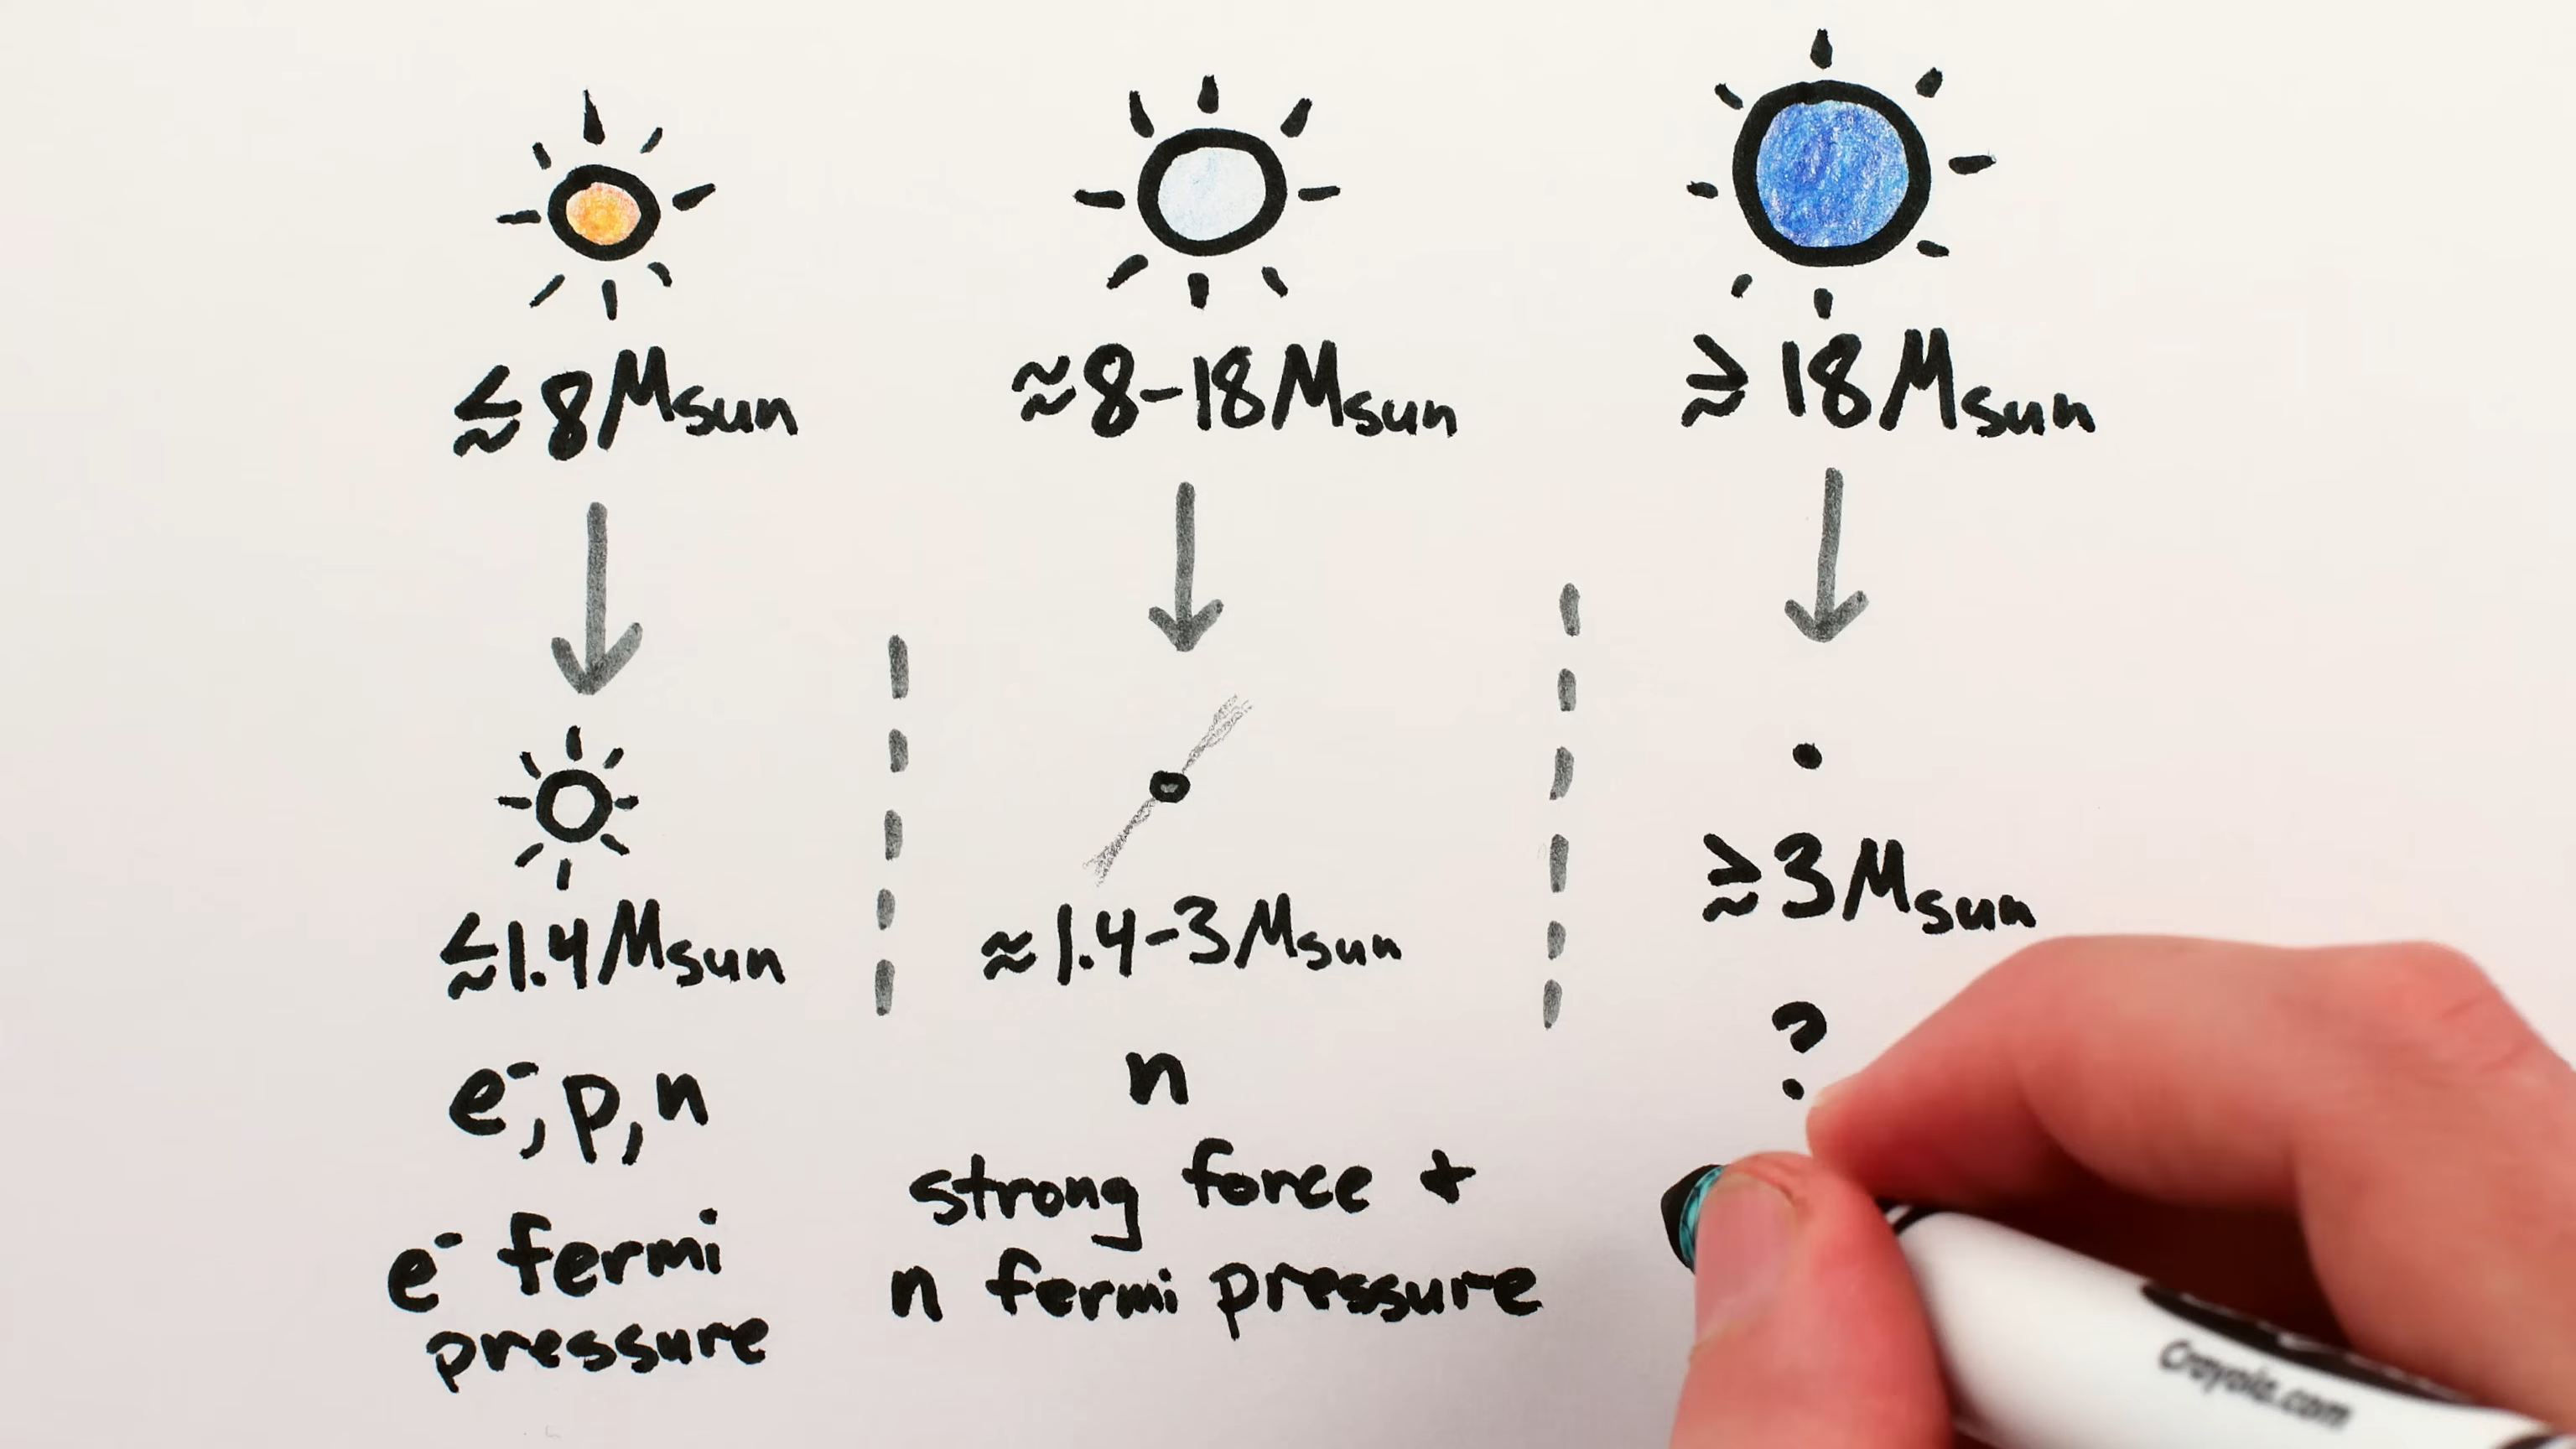 ⪅8Msun
≈8-18Msun
⪆18Msun
⪅1.4Msun
≈1.4-3Msun
⪆3Msun
e⁻, p, n
n
?
e⁻ fermi
pressure
strong force +
n fermi pressure
Crayola.com